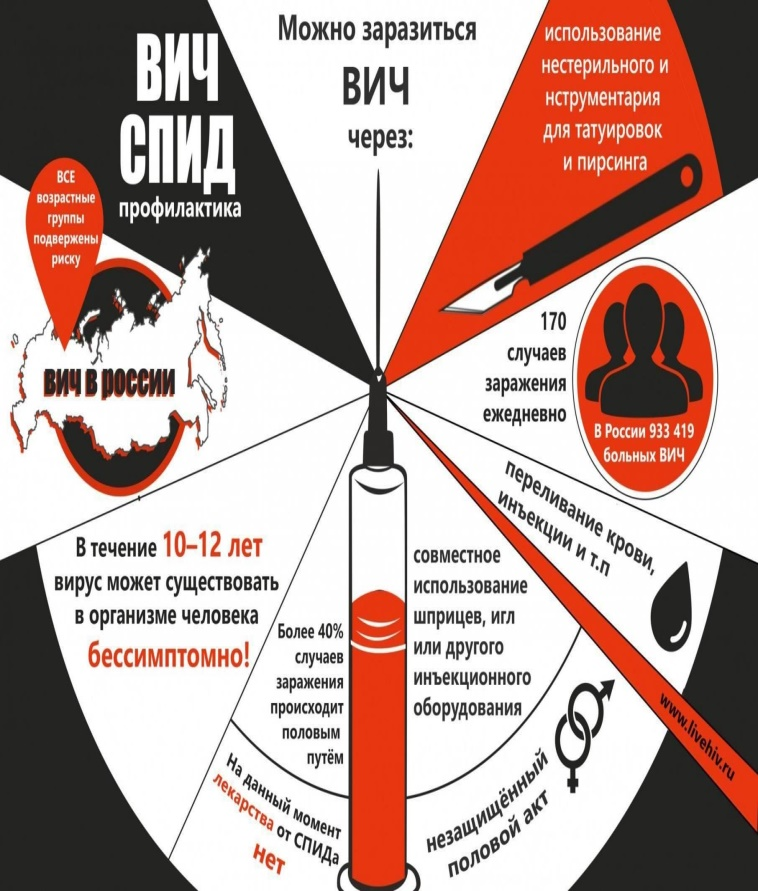 ВИЧ
СПИД
профилактика
Можно заразиться
ВИЧ
через:
использование
нестерильного и
нструментария
для татуировок
и пирсинга
ВСЕ
возрастные
группы
подвержены
риску
вич в россии
170
случаев
заражения
ежедневно
В России 933 419
больных ВИЧ
переливание крови,
инъекции и т.п
В течение 10–12 лет
вирус может существовать
в организме человека
бессимптомно!
Более 40%
случаев
заражения
происходит
половым
путём
совместное
использование
шприцев, игл
или другого
инъекционного
оборудования
www.livehiv.ru
На данный момент
лекарства от СПИДа
нет
незащищённый
половой акт